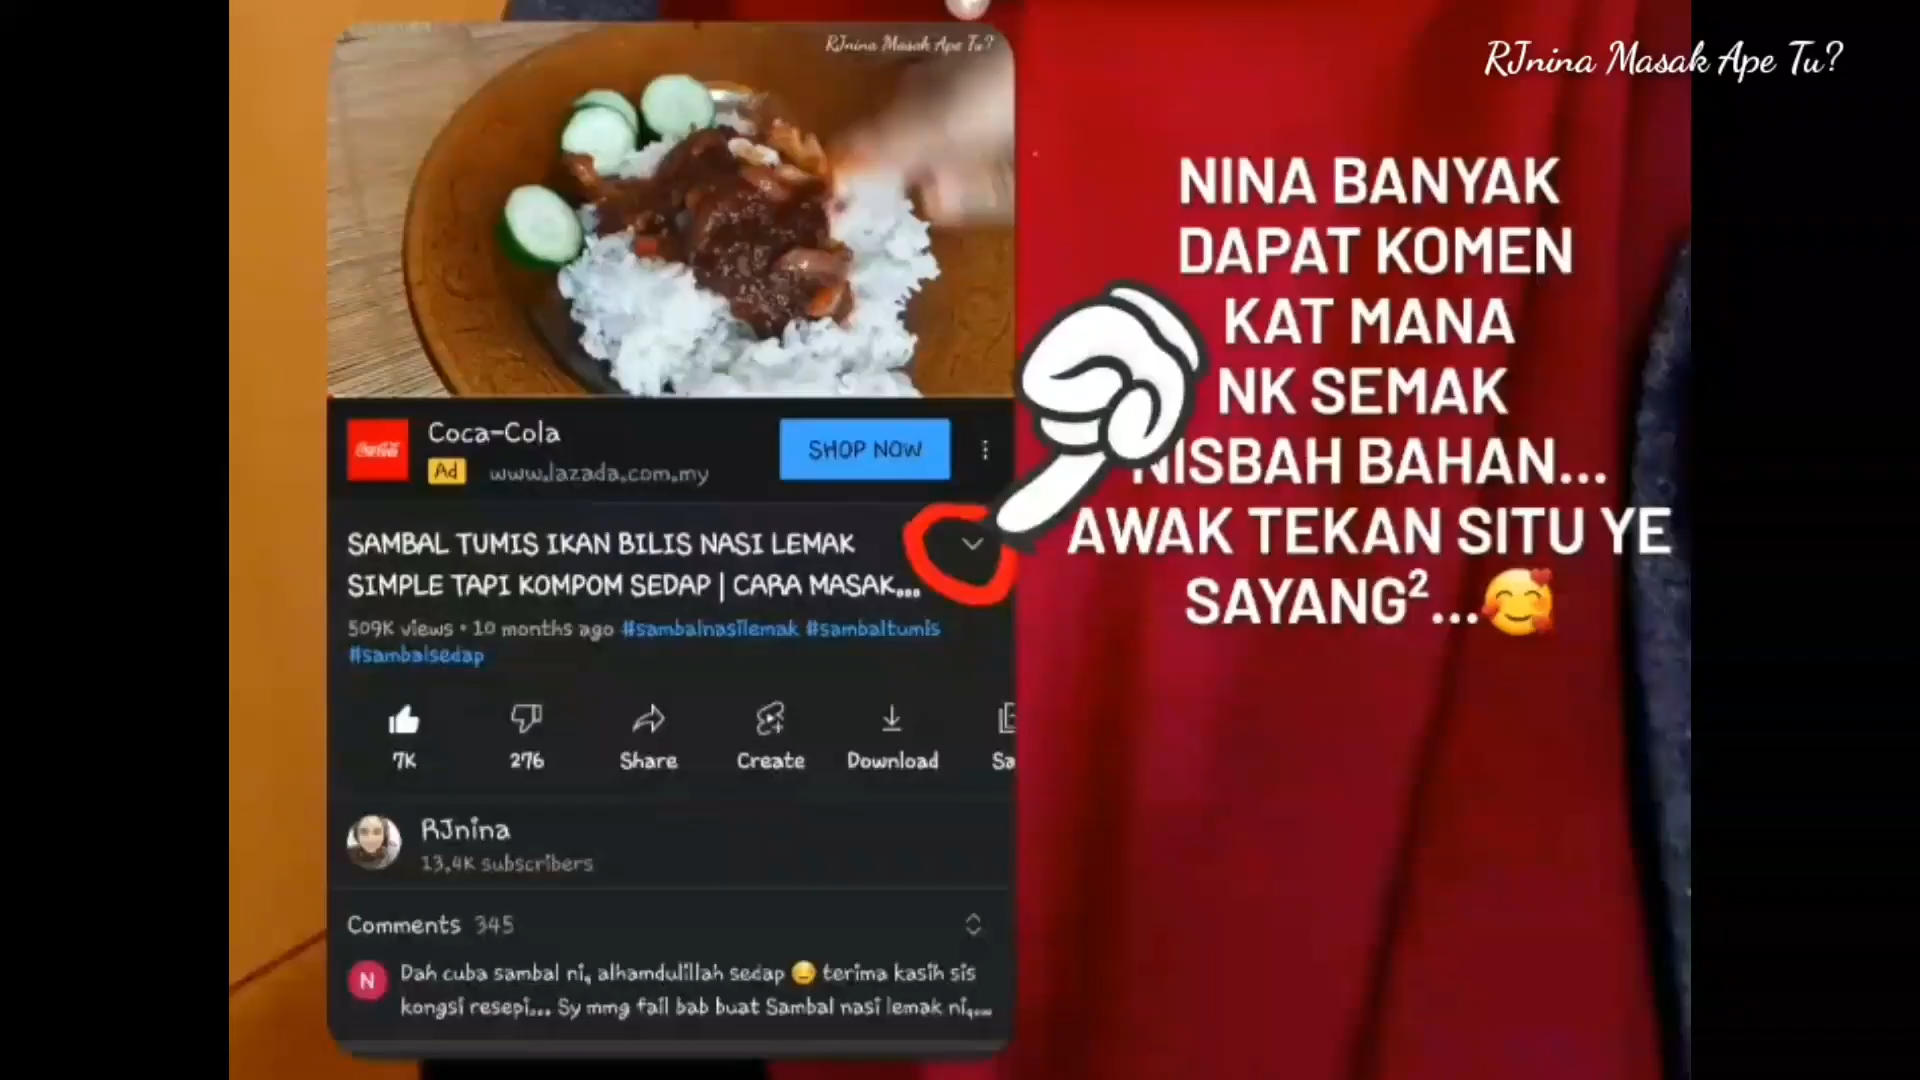 RJnina Masak Ape Tu?
RJnina Masak Ape Tu?
NINA BANYAK
DAPAT KOMEN
KAT MANA
NK SEMAK
NISBAH BAHAN...
AWAK TEKAN SITU YE
SAYANG²...🥰
Coca-Cola
Coca-Cola
Ad www.lazada.com.my
SHOP NOW
SAMBAL TUMIS IKAN BILIS NASI LEMAK
SIMPLE TAPI KOMPOM SEDAP | CARA MASAK...
509K views • 10 months ago #sambalnasilemak #sambaltumis
#sambalsedap
7K 276 Share Create Download Sa
RJnina
13,4K subscribers
Comments 345
N
Dah cuba sambal ni, alhamdulillah sedap 😊 terima kasih sis
kongsi resepi... Sy mmg fail bab buat Sambal nasi lemak ni,...